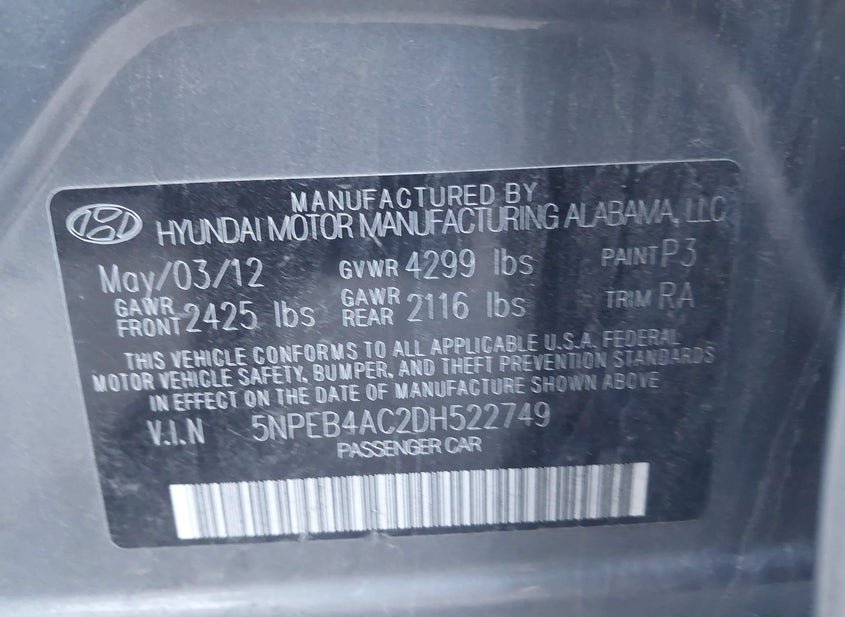 MANUFACTURED BY
HYUNDAI MOTOR MANUFACTURING ALABAMA, LLC
May/03/12 GVWR 4299 lbs PAINT P3
GAWR FRONT 2425 lbs GAWR REAR 2116 lbs TRIM RA
THIS VEHICLE CONFORMS TO ALL APPLICABLE U.S.A. FEDERAL
MOTOR VEHICLE SAFETY, BUMPER, AND THEFT PREVENTION STANDARDS
IN EFFECT ON THE DATE OF MANUFACTURE SHOWN ABOVE
V.I.N 5NPEB4AC2DH522749
PASSENGER CAR